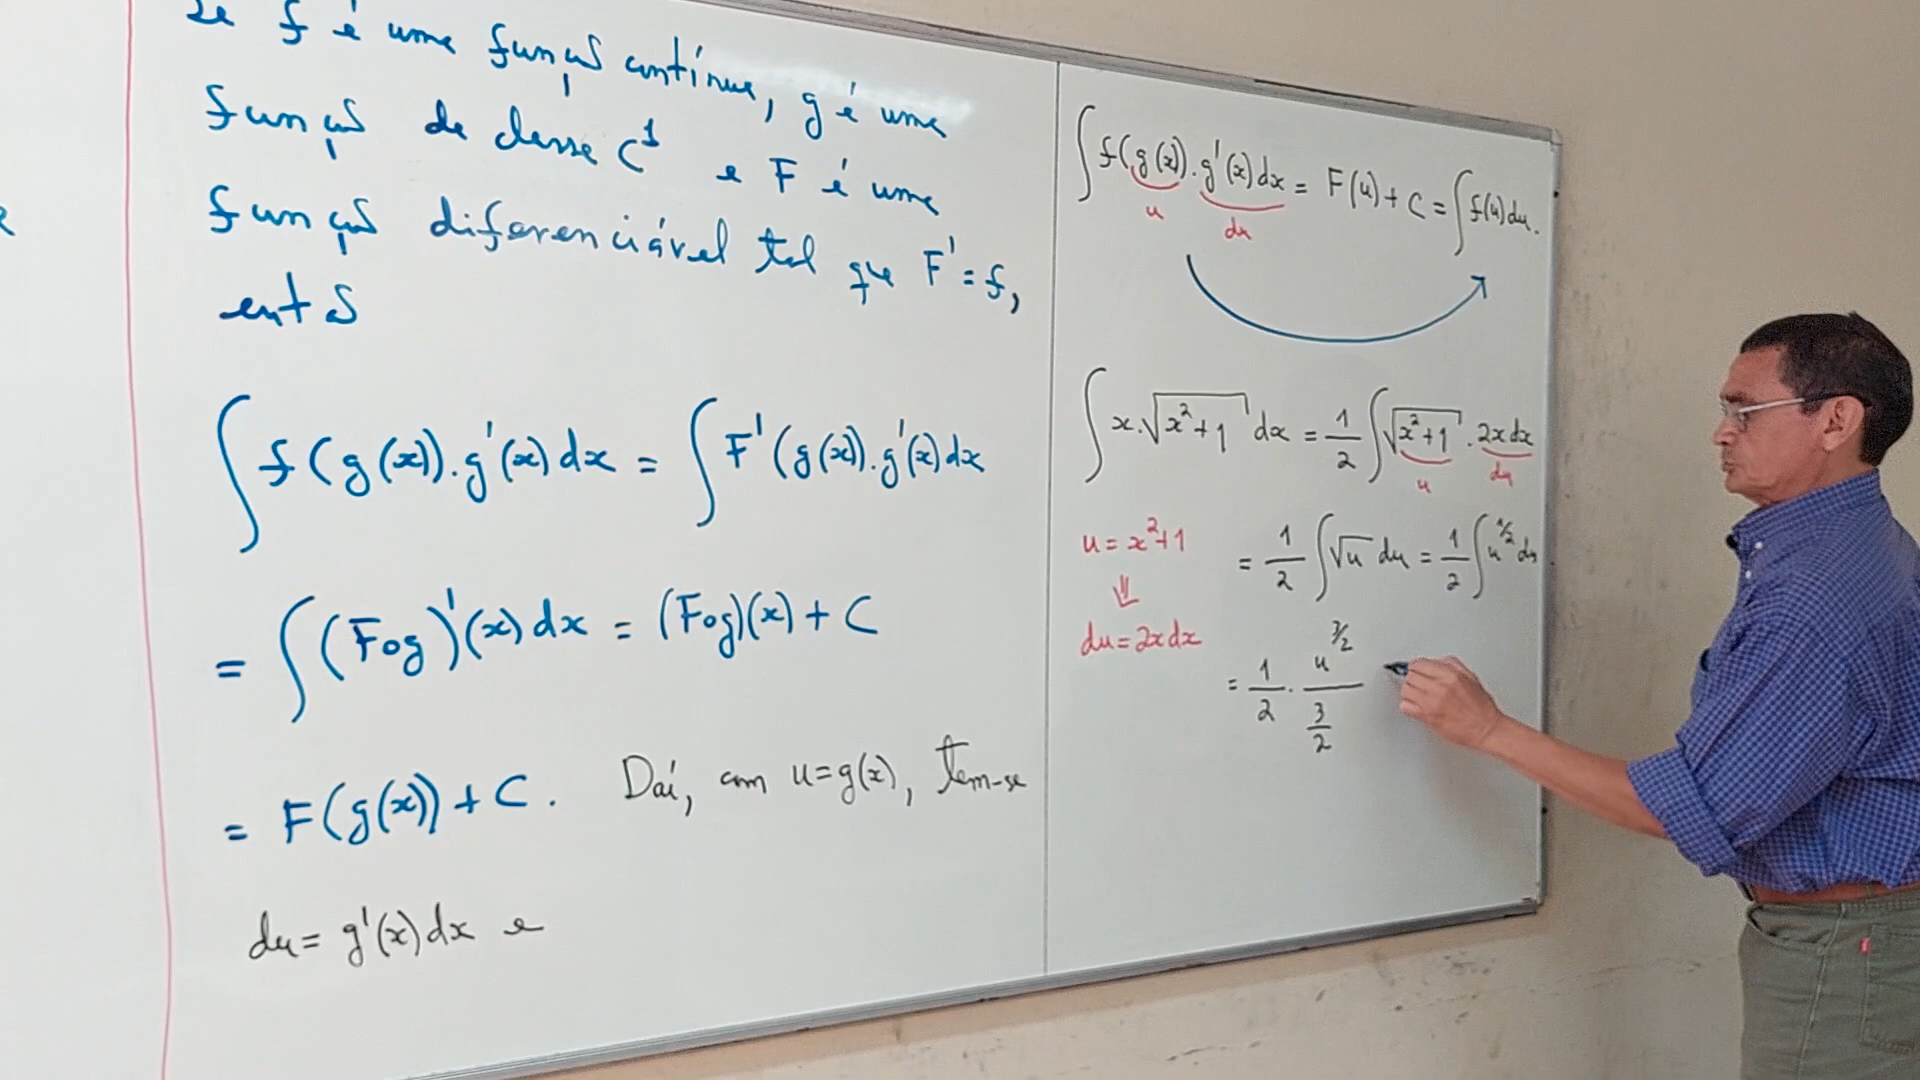 Se f é uma função contínua, g é uma
função de classe C¹ e F é uma
função diferenciável tal que F' = f,
então
∫ f(g(x)).g'(x)dx = ∫ F'(g(x)).g'(x)dx
= ∫ (Fog)'(x)dx = (Fog)(x) + C
= F(g(x)) + C. Daí, com u=g(x), tem-se
du = g'(x)dx e
∫ f(g(x)).g'(x)dx = F(u) + C = ∫ f(u)du.
u du
∫ x.√(x²+1) dx = 1/2 ∫ √(x²+1) . 2x dx
u du
u = x²+1
⇓
du = 2x dx
= 1/2 ∫ √u du = 1/2 ∫ u^(1/2) du
= 1/2 . u^(3/2) / (3/2)